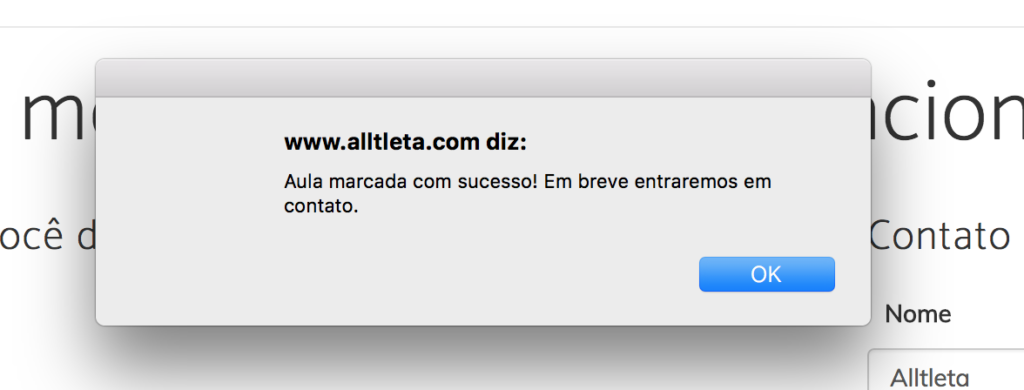 www.alltleta.com diz:
Aula marcada com sucesso! Em breve entraremos em
contato.
OK
Contato
Nome
Alltleta